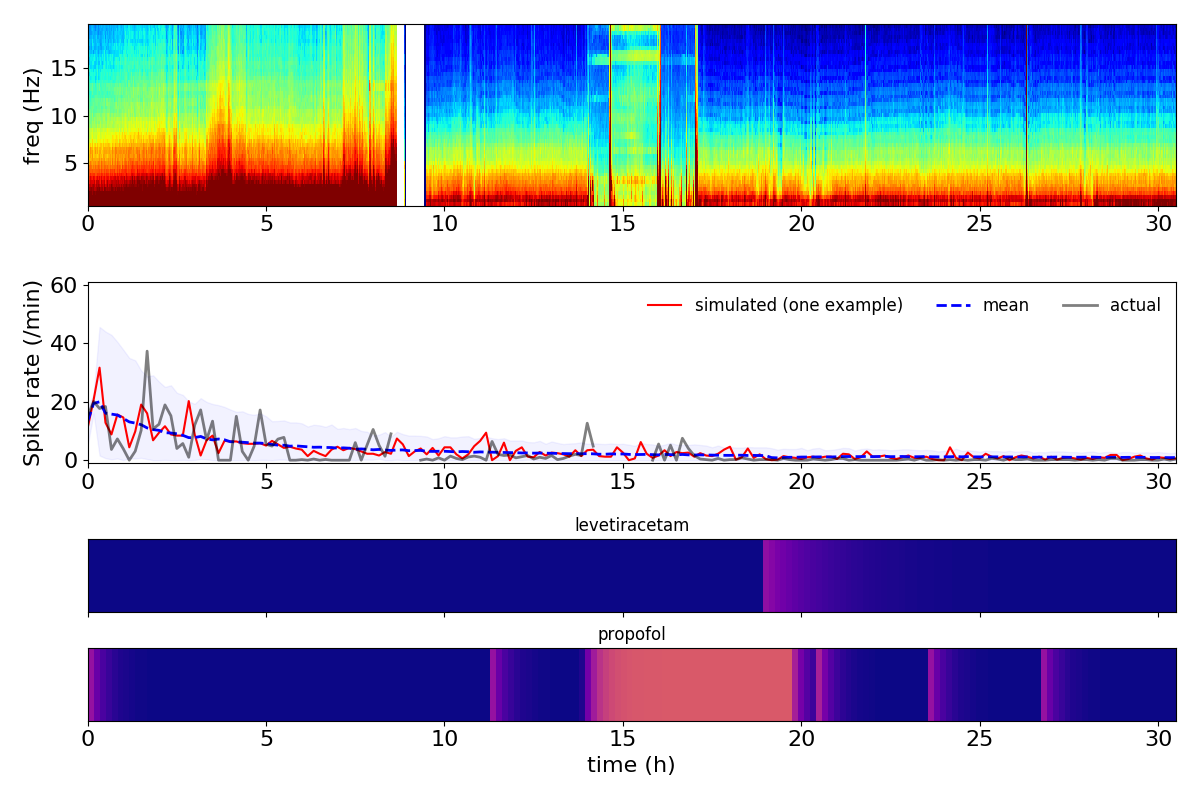 freq (Hz)
15
10
5
0 5 10 15 20 25 30
Spike rate (/min)
60
40
20
0
simulated (one example) mean actual
0 5 10 15 20 25 30
levetiracetam
propofol
0 5 10 15 20 25 30
time (h)